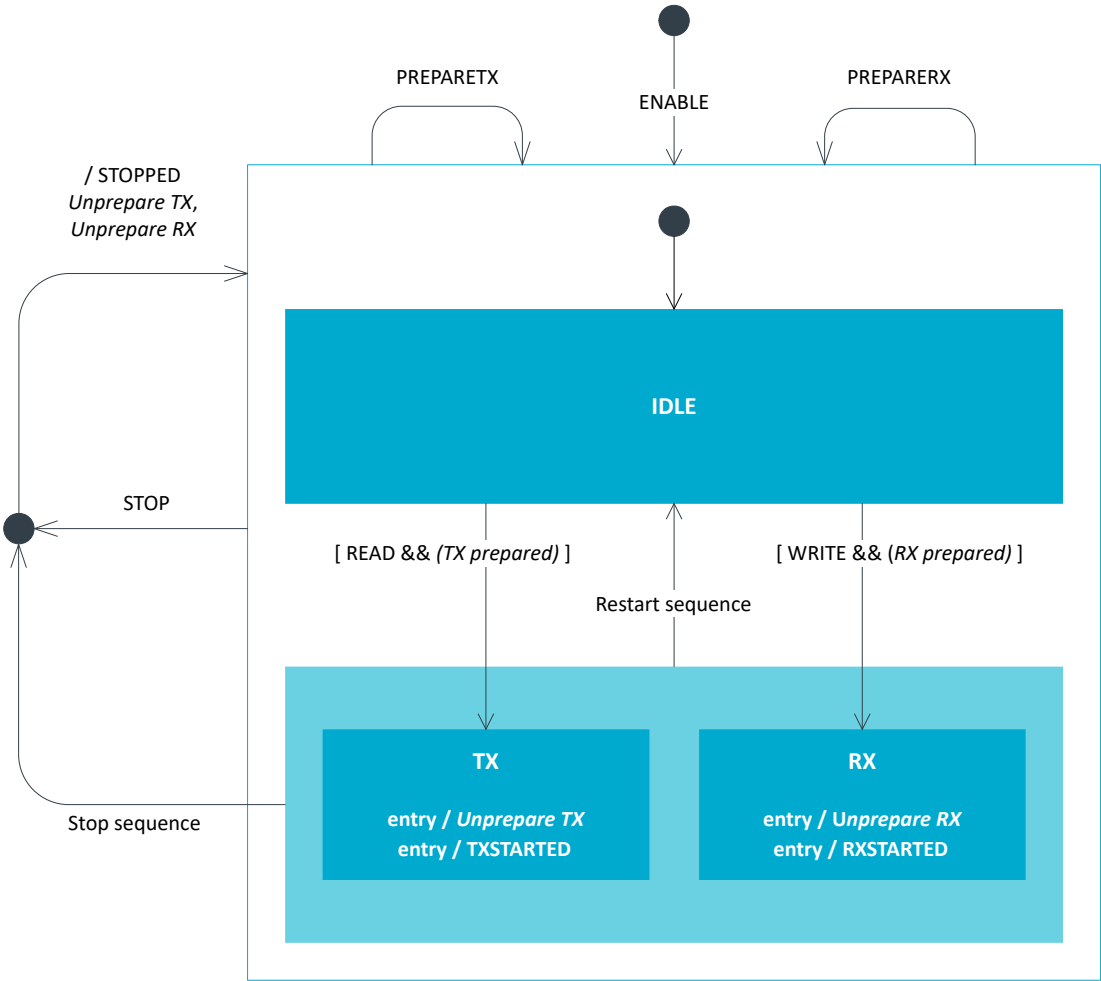 PREPARETX
PREPARERX
ENABLE
/ STOPPED
Unprepare TX,
Unprepare RX
IDLE
STOP
[ READ && (TX prepared) ]
[ WRITE && (RX prepared) ]
Restart sequence
TX
entry / Unprepare TX
entry / TXSTARTED
RX
entry / Unprepare RX
entry / RXSTARTED
Stop sequence